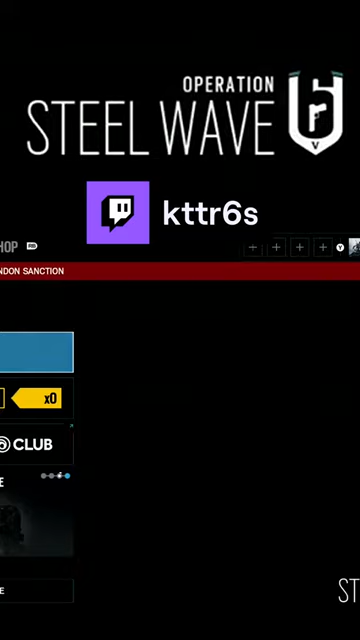 OPERATION
STEEL WAVE
V
kttr6s
HOP
Y
NDON SANCTION
x0
CLUB
E
E
ST